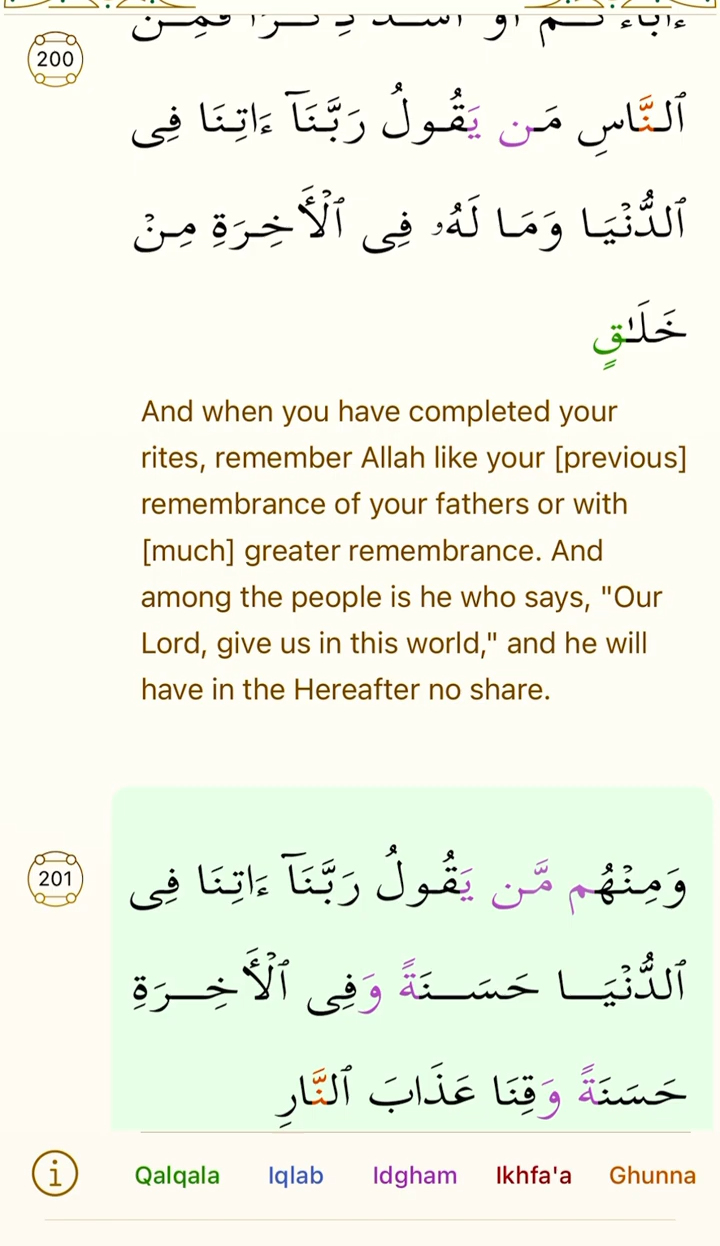 200
ٱلنَّاسِ مَن يَقُولُ رَبَّنَآ ءَاتِنَا فِى
ٱلدُّنْيَا وَمَا لَهُۥ فِى ٱلْأَخِرَةِ مِنْ
خَلَـٰقٍ
And when you have completed your
rites, remember Allah like your [previous]
remembrance of your fathers or with
[much] greater remembrance. And
among the people is he who says, "Our
Lord, give us in this world," and he will
have in the Hereafter no share.
201
وَمِنْهُم مَّن يَقُولُ رَبَّنَآ ءَاتِنَا فِى
ٱلدُّنْيَـــا حَسَـــنَةً وَفِى ٱلْأَخِـــرَةِ
حَسَنَةً وَقِنَا عَذَابَ ٱلنَّارِ
i Qalqala Iqlab Idgham Ikhfa'a Ghunna